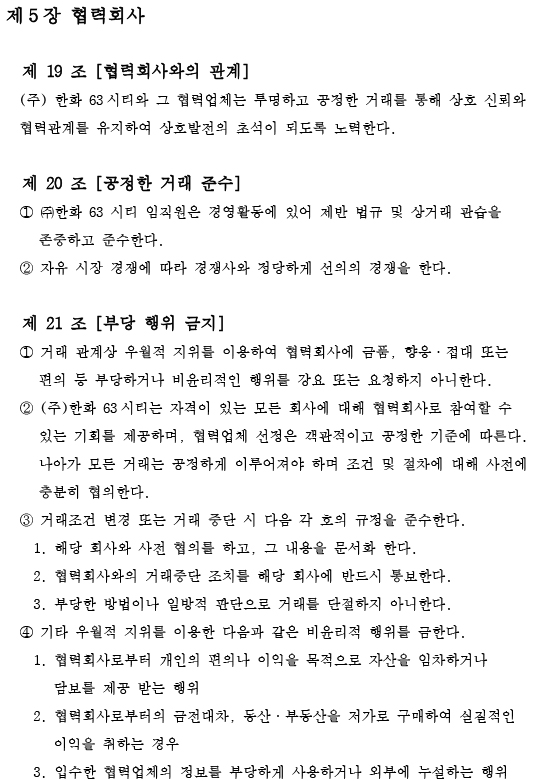 제 5 장 협력회사
제 19 조 [협력회사와의 관계]
(주) 한화 63 시티와 그 협력업체는 투명하고 공정한 거래를 통해 상호 신뢰와
협력관계를 유지하여 상호발전의 초석이 되도록 노력한다.
제 20 조 [공정한 거래 준수]
① ㈜한화 63 시티 임직원은 경영활동에 있어 제반 법규 및 상거래 관습을
존중하고 준수한다.
② 자유 시장 경쟁에 따라 경쟁사와 정당하게 선의의 경쟁을 한다.
제 21 조 [부당 행위 금지]
① 거래 관계상 우월적 지위를 이용하여 협력회사에 금품, 향응ㆍ접대 또는
편의 등 부당하거나 비윤리적인 행위를 강요 또는 요청하지 아니한다.
② (주)한화 63 시티는 자격이 있는 모든 회사에 대해 협력회사로 참여할 수
있는 기회를 제공하며, 협력업체 선정은 객관적이고 공정한 기준에 따른다.
나아가 모든 거래는 공정하게 이루어져야 하며 조건 및 절차에 대해 사전에
충분히 협의한다.
③ 거래조건 변경 또는 거래 중단 시 다음 각 호의 규정을 준수한다.
1. 해당 회사와 사전 협의를 하고, 그 내용을 문서화 한다.
2. 협력회사와의 거래중단 조치를 해당 회사에 반드시 통보한다.
3. 부당한 방법이나 일방적 판단으로 거래를 단절하지 아니한다.
④ 기타 우월적 지위를 이용한 다음과 같은 비윤리적 행위를 금한다.
1. 협력회사로부터 개인의 편의나 이익을 목적으로 자산을 임차하거나
담보를 제공 받는 행위
2. 협력회사로부터의 금전대차, 동산ㆍ부동산을 저가로 구매하여 실질적인
이익을 취하는 경우
3. 입수한 협력업체의 정보를 부당하게 사용하거나 외부에 누설하는 행위